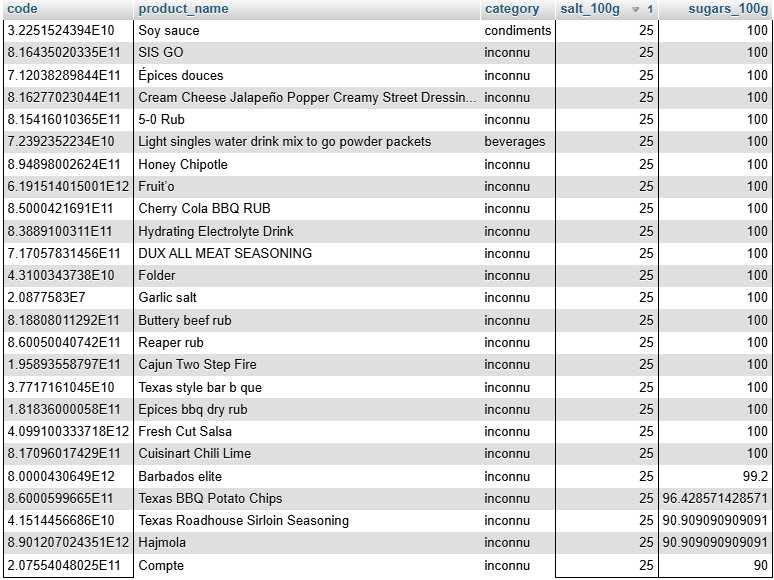 code product_name category salt_100g 1 sugars_100g
3.2251524394E10 Soy sauce condiments 25 100
8.16435020335E11 SIS GO inconnu 25 100
7.12038289844E11 Épices douces inconnu 25 100
8.16277023044E11 Cream Cheese Jalapeño Popper Creamy Street Dressin... inconnu 25 100
8.15416010365E11 5-0 Rub inconnu 25 100
7.2392352234E10 Light singles water drink mix to go powder packets beverages 25 100
8.94898002624E11 Honey Chipotle inconnu 25 100
6.191514015001E12 Fruit'o inconnu 25 100
8.5000421691E11 Cherry Cola BBQ RUB inconnu 25 100
8.3889100311E11 Hydrating Electrolyte Drink inconnu 25 100
7.17057831456E11 DUX ALL MEAT SEASONING inconnu 25 100
4.3100343738E10 Folder inconnu 25 100
2.0877583E7 Garlic salt inconnu 25 100
8.18808011292E11 Buttery beef rub inconnu 25 100
8.60050040742E11 Reaper rub inconnu 25 100
1.95893558797E11 Cajun Two Step Fire inconnu 25 100
3.7717161045E10 Texas style bar b que inconnu 25 100
1.81836000058E11 Epices bbq dry rub inconnu 25 100
4.099100333718E12 Fresh Cut Salsa inconnu 25 100
8.17096017429E11 Cuisinart Chili Lime inconnu 25 100
8.0000430649E12 Barbados elite inconnu 25 99.2
8.6000599665E11 Texas BBQ Potato Chips inconnu 25 96.428571428571
4.1514456686E10 Texas Roadhouse Sirloin Seasoning inconnu 25 90.909090909091
8.901207024351E12 Hajmola inconnu 25 90.909090909091
2.07554048025E11 Compte inconnu 25 90